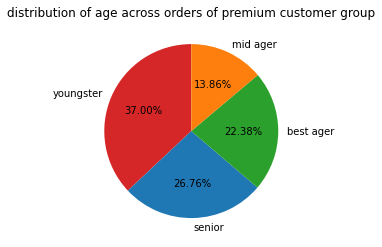 distribution of age across orders of premium customer group
mid ager
13.86%
youngster
37.00%
22.38%
best ager
26.76%
senior